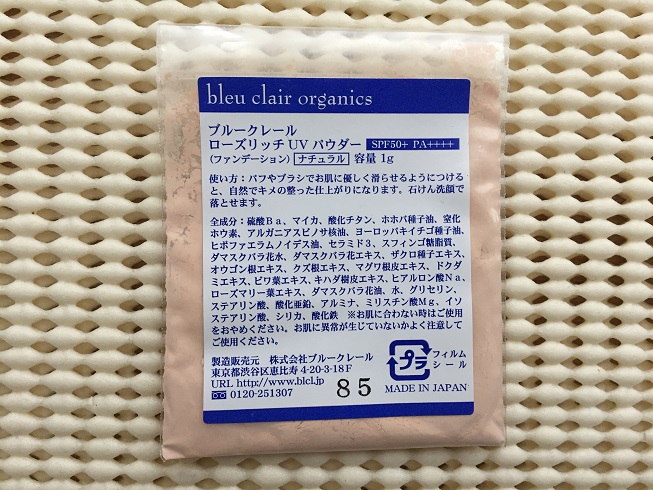 bleu clair organics
ブルークレール
ローズリッチ UV パウダー SPF50+ PA++++
(ファンデーション) ナチュラル 容量 1g
使い方：パフやブラシでお肌に優しく滑らせるようにつける
と、自然でキメの整った仕上がりになります。石けん洗顔で
落とせます。
全成分：硫酸Ｂａ、マイカ、酸化チタン、ホホバ種子油、窒化
ホウ素、アルガニアスピノサ核油、ヨーロッパキイチゴ種子油、
ヒポファエラムノイデス油、セラミド３、スフィンゴ糖脂質、
ダマスクバラ花水、ダマスクバラ花エキス、ザクロ種子エキス、
オウゴン根エキス、クズ根エキス、マグワ根皮エキス、ドクダ
ミエキス、ビワ葉エキス、キハダ樹皮エキス、ヒアルロン酸Ｎａ、
ローズマリー葉エキス、ダマスクバラ花油、水、グリセリン、
ステアリン酸、酸化亜鉛、アルミナ、ミリスチン酸Ｍｇ、イソ
ステアリン酸、シリカ、酸化鉄 ※お肌に合わない時はご使用
をおやめください。お肌に異常が生じていないかよく注意して
ご使用ください。
製造販売元 株式会社ブルークレール
東京都渋谷区恵比寿 4-20-3-18F
URL http://www.blcl.jp
0120-251307
85
プラ
フィルム
シール
MADE IN JAPAN